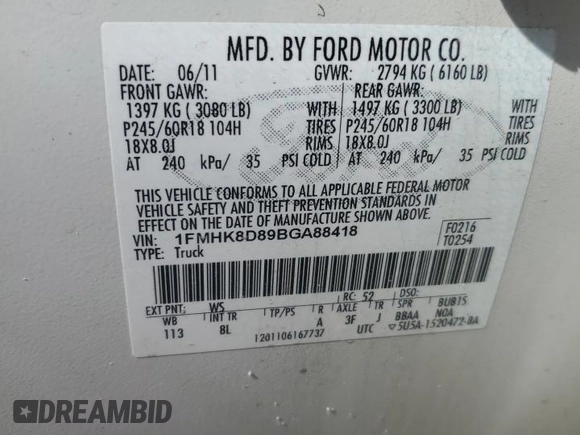 MFD. BY FORD MOTOR CO.
DATE: 06/11 GVWR: 2794 KG ( 6160 LB)
FRONT GAWR: REAR GAWR:
1397 KG ( 3080 LB) WITH 1497 KG ( 3300 LB) WITH
P245/60R18 104H TIRES P245/60R18 104H TIRES
18X8.0J RIMS 18X8.0J RIMS
AT 240 kPa/ 35 PSI COLD AT 240 kPa/ 35 PSI COLD
Ford
THIS VEHICLE CONFORMS TO ALL APPLICABLE FEDERAL MOTOR
VEHICLE SAFETY AND THEFT PREVENTION STANDARDS IN
EFFECT ON THE DATE OF MANUFACTURE SHOWN ABOVE.
VIN: 1FMHK8D89BGA88418 F0216
TYPE: Truck T0254
EXT PNT: WS RC: 52 DSO:
WB INT TR TP/PS R AXLE TR SPR BUB1S
113 8L A 3F J BBAA NOA
1201106167737 UTC 5U5A-1520472-BA
DREAMBID